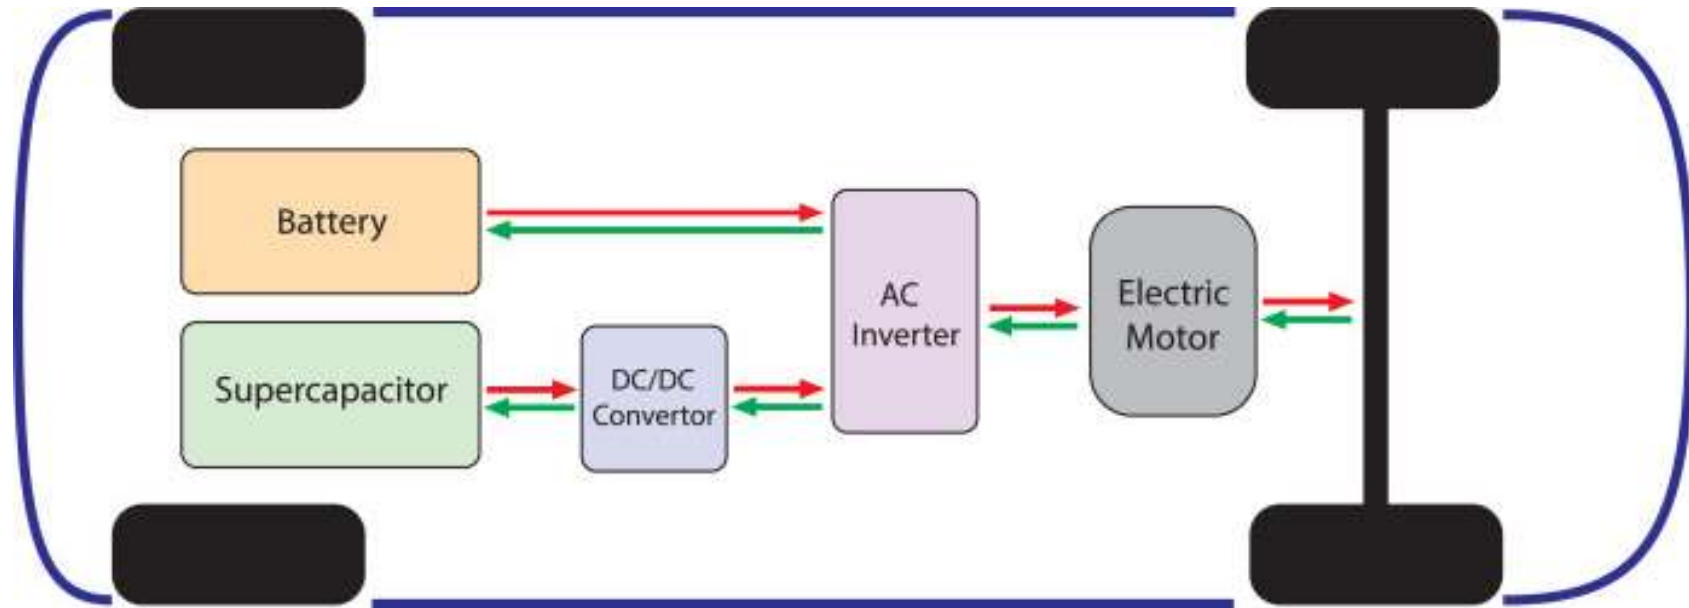 Battery
Supercapacitor
DC/DC
Convertor
AC
Inverter
Electric
Motor